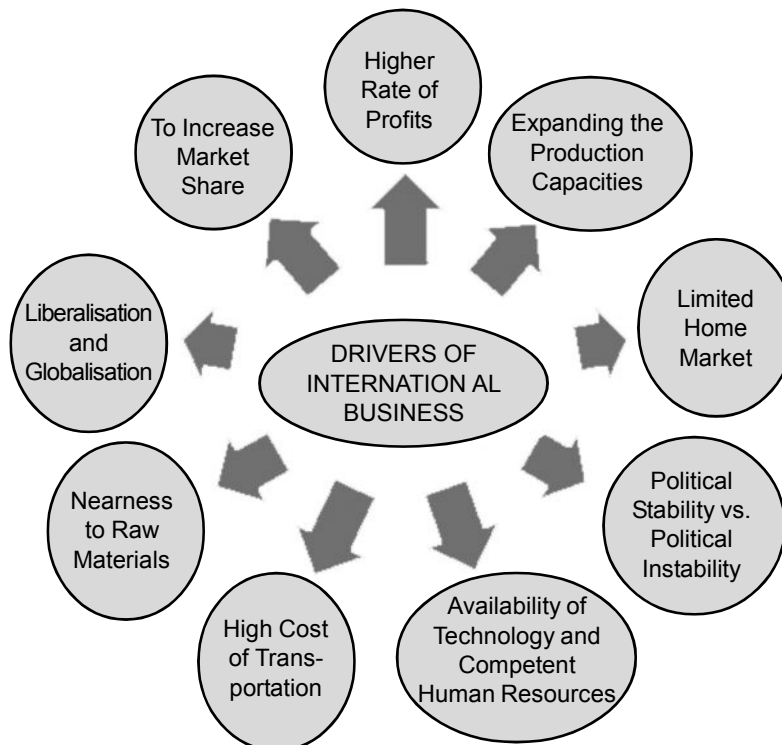 Higher
Rate of
Profits
Expanding the
Production
Capacities
Limited
Home
Market
Political
Stability vs.
Political
Instability
Availability of
Technology and
Competent
Human Resources
High Cost
of Trans-
portation
Nearness
to Raw
Materials
Liberalisation
and
Globalisation
To Increase
Market
Share
DRIVERS OF
INTERNATION AL
BUSINESS